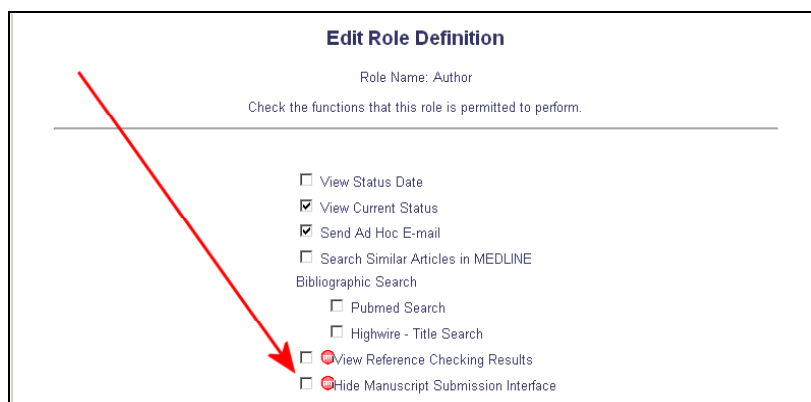 Edit Role Definition
Role Name: Author
Check the functions that this role is permitted to perform.
View Status Date
View Current Status
Send Ad Hoc E-mail
Search Similar Articles in MEDLINE
Bibliographic Search
Pubmed Search
Highwire - Title Search
View Reference Checking Results
Hide Manuscript Submission Interface